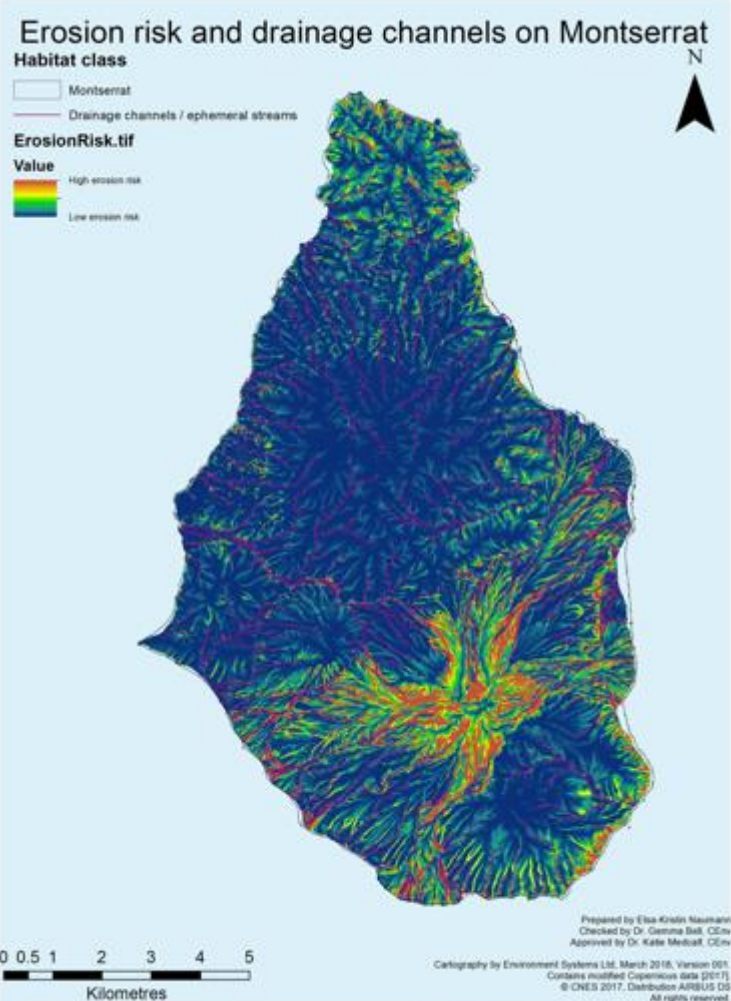 Erosion risk and drainage channels on Montserrat
Habitat class
Montserrat
Drainage channels / ephemeral streams
ErosionRisk.tif
Value
High erosion risk
Low erosion risk
N
Prepared by Elsa-Kristin Naumann
Checked by Dr. Gemma Bell, CEnv
Approved by Dr. Katie Medcalf, CEnv
Cartography by Environment Systems Ltd, March 2018, Version 001.
Contains modified Copernicus data [2017].
© CNES 2017, Distribution AIRBUS DS
All rights reserved.
0 0.5 1 2 3 4 5
Kilometres